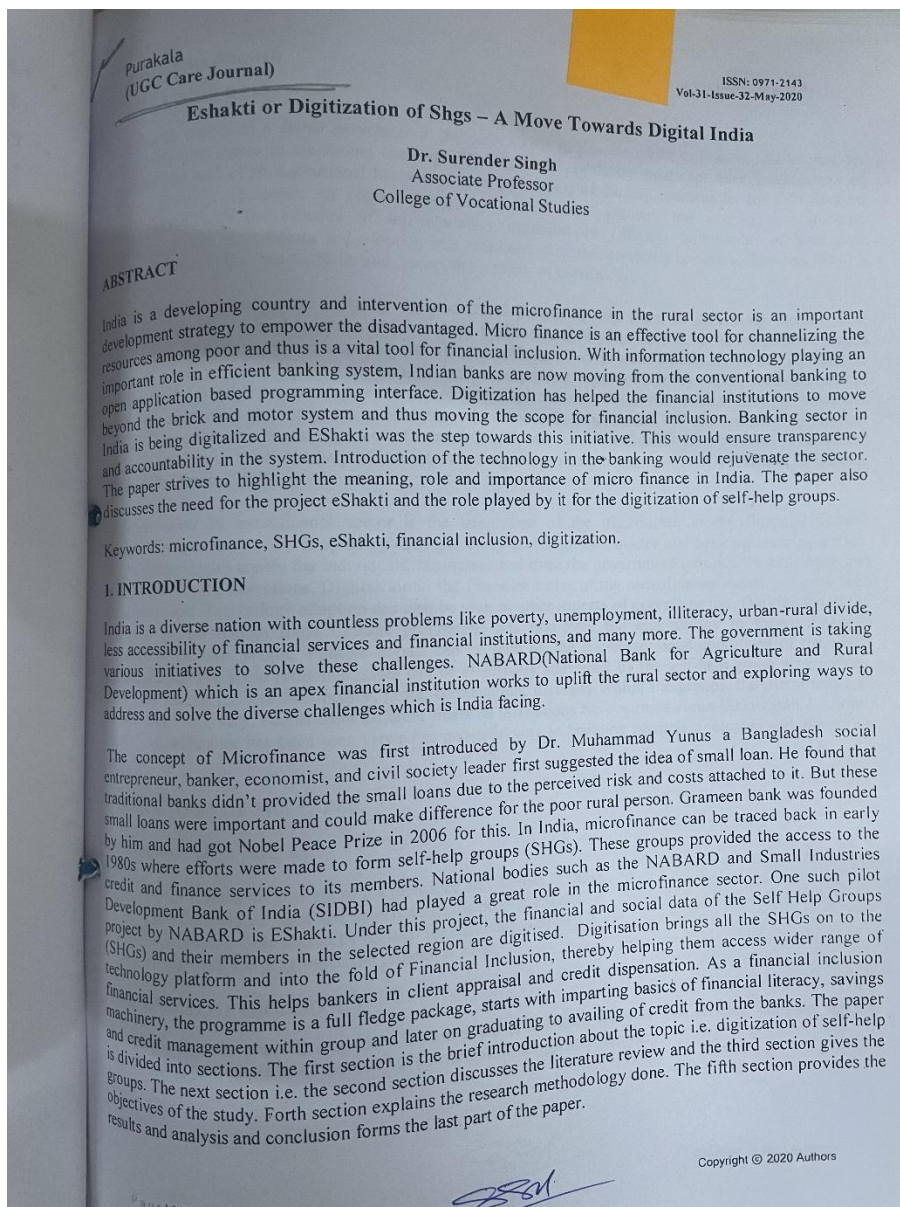 Purakala
(UGC Care Journal)
ISSN: 0971-2143
Vol-31-Issue-32-May-2020
Eshakti or Digitization of Shgs – A Move Towards Digital India
Dr. Surender Singh
Associate Professor
College of Vocational Studies
ABSTRACT
India is a developing country and intervention of the microfinance in the rural sector is an important
development strategy to empower the disadvantaged. Micro finance is an effective tool for channelizing the
resources among poor and thus is a vital tool for financial inclusion. With information technology playing an
important role in efficient banking system, Indian banks are now moving from the conventional banking to
open application based programming interface. Digitization has helped the financial institutions to move
beyond the brick and motor system and thus moving the scope for financial inclusion. Banking sector in
India is being digitalized and EShakti was the step towards this initiative. This would ensure transparency
and accountability in the system. Introduction of the technology in the banking would rejuvenate the sector.
The paper strives to highlight the meaning, role and importance of micro finance in India. The paper also
discusses the need for the project eShakti and the role played by it for the digitization of self-help groups.
Keywords: microfinance, SHGs, eShakti, financial inclusion, digitization.
1. INTRODUCTION
India is a diverse nation with countless problems like poverty, unemployment, illiteracy, urban-rural divide,
less accessibility of financial services and financial institutions, and many more. The government is taking
various initiatives to solve these challenges. NABARD(National Bank for Agriculture and Rural
Development) which is an apex financial institution works to uplift the rural sector and exploring ways to
address and solve the diverse challenges which is India facing.
The concept of Microfinance was first introduced by Dr. Muhammad Yunus a Bangladesh social
entrepreneur, banker, economist, and civil society leader first suggested the idea of small loan. He found that
traditional banks didn't provided the small loans due to the perceived risk and costs attached to it. But these
small loans were important and could make difference for the poor rural person. Grameen bank was founded
by him and had got Nobel Peace Prize in 2006 for this. In India, microfinance can be traced back in early
1980s where efforts were made to form self-help groups (SHGs). These groups provided the access to the
credit and finance services to its members. National bodies such as the NABARD and Small Industries
Development Bank of India (SIDBI) had played a great role in the microfinance sector. One such pilot
project by NABARD is EShakti. Under this project, the financial and social data of the Self Help Groups
(SHGs) and their members in the selected region are digitised. Digitisation brings all the SHGs on to the
technology platform and into the fold of Financial Inclusion, thereby helping them access wider range of
financial services. This helps bankers in client appraisal and credit dispensation. As a financial inclusion
machinery, the programme is a full fledge package, starts with imparting basics of financial literacy, savings
and credit management within group and later on graduating to availing of credit from the banks. The paper
is divided into sections. The first section is the brief introduction about the topic i.e. digitization of self-help
groups. The next section i.e. the second section discusses the literature review and the third section gives the
objectives of the study. Forth section explains the research methodology done. The fifth section provides the
results and analysis and conclusion forms the last part of the paper.
Copyright © 2020 Authors